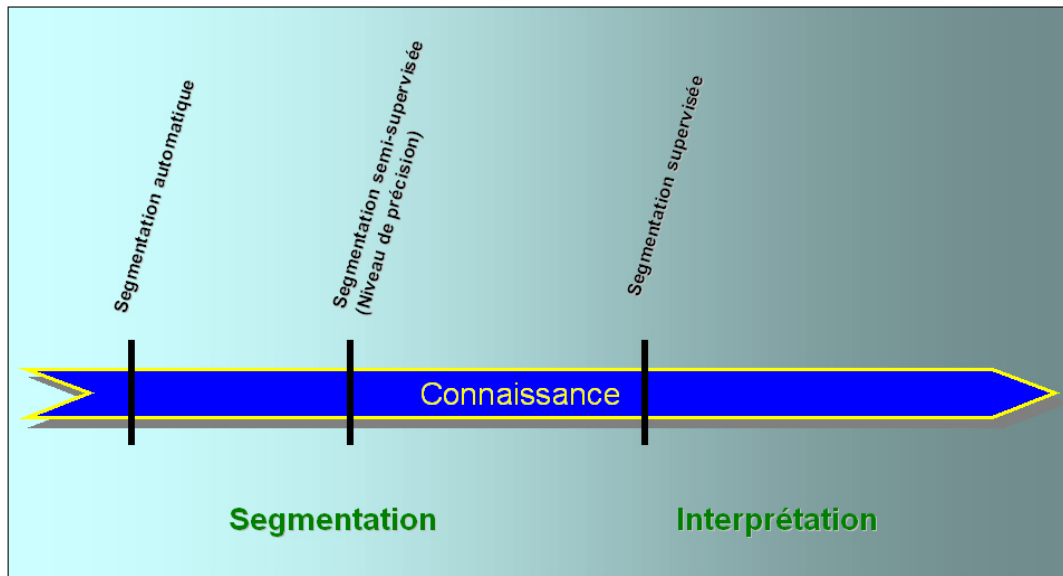 Segmentation automatique
Segmentation semi-supervisée
(Niveau de précision)
Segmentation supervisée
Connaissance
Segmentation
Interprétation